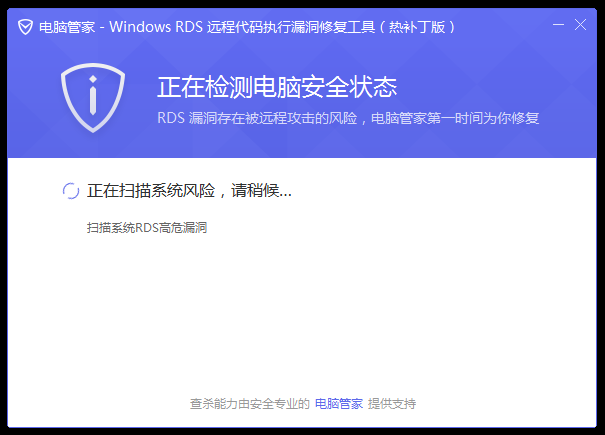 电脑管家 - Windows RDS 远程代码执行漏洞修复工具（热补丁版）
正在检测电脑安全状态
RDS 漏洞存在被远程攻击的风险，电脑管家第一时间为你修复
正在扫描系统风险，请稍候...
扫描系统RDS高危漏洞
查杀能力由安全专业的 电脑管家 提供支持